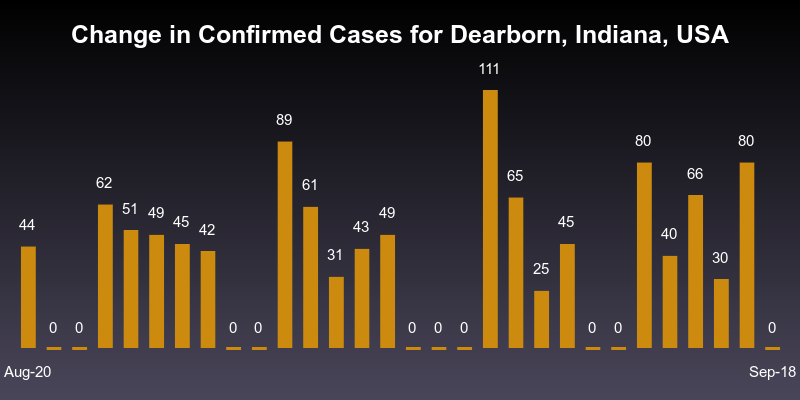 Change in Confirmed Cases for Dearborn, Indiana, USA
44 0 0 62 51 49 45 42 0 0 89 61 31 43 49 0 0 0 111 65 25 45 0 0 80 40 66 30 80 0
Aug-20 Sep-18